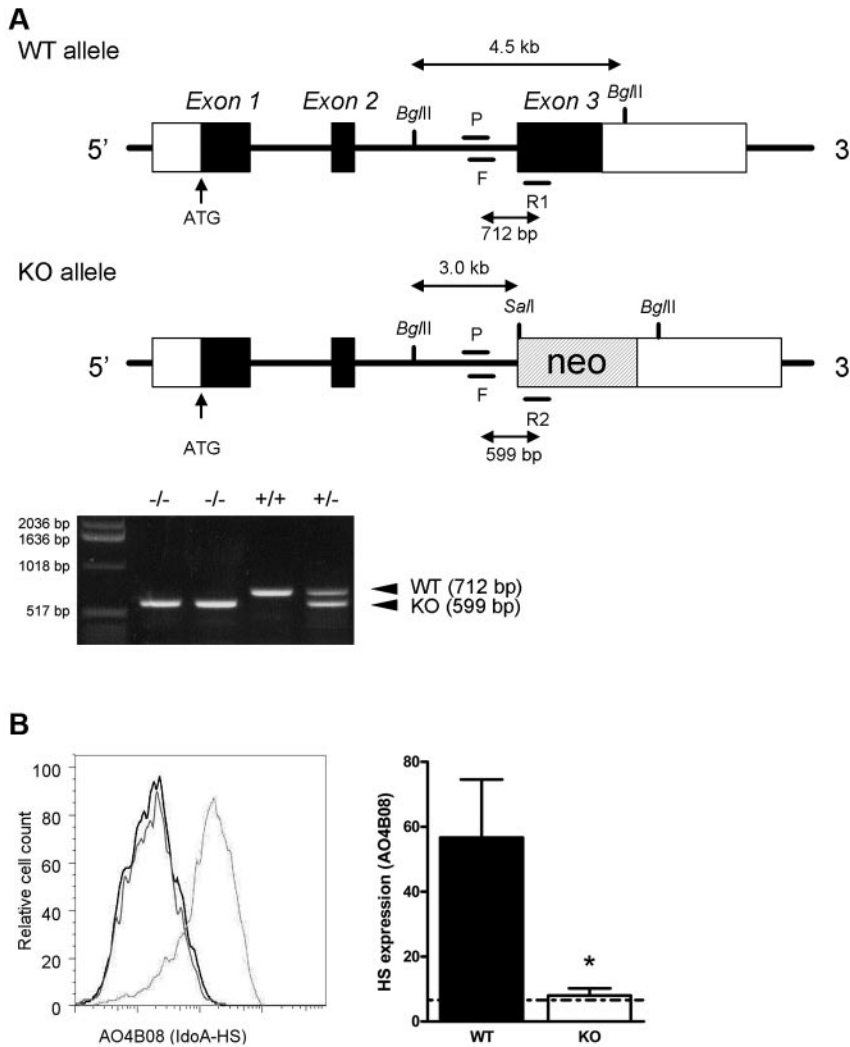 A
WT allele
4.5 kb
Exon 1
Exon 2
BglII
P
Exon 3
BglII
5’
3
F
R1
ATG
712 bp
KO allele
3.0 kb
SalI
BglII
P
BglII
5’
neo
3
F
R2
ATG
599 bp
-/-
-/-
+/+
+/-
2036 bp
1636 bp
1018 bp
517 bp
WT (712 bp)
KO (599 bp)
B
100
80
60
40
20
0
Relative cell count
AO4B08 (IdoA-HS)
80
60
40
20
0
HS expression (AO4B08)
*
WT
KO